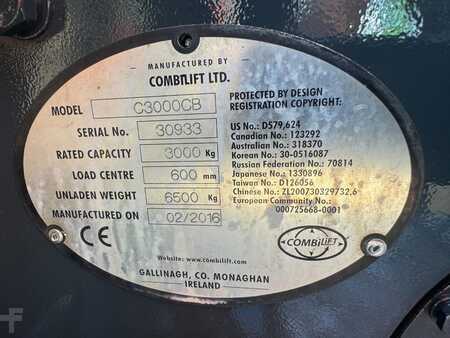 MANUFACTURED BY
COMBILIFT LTD.
MODEL C3000CB
SERIAL No. 30933
RATED CAPACITY 3000 Kg
LOAD CENTRE 600 mm
UNLADEN WEIGHT 6500 Kg
MANUFACTURED ON 02/2016
CE
PROTECTED BY DESIGN
REGISTRATION COPYRIGHT:
US No.: D579,624
Canadian No.: 123292
Australian No.: 318370
Korean No.: 30-0516087
Russian Federation No.: 70814
Japanese No.: 1330896
Taiwan No.: D126056
Chinese No.: ZL200730329732,6
European Community No.:
000725668-0001
COMBiLiFT
Website: www.combilift.com
GALLINAGH, CO. MONAGHAN
IRELAND